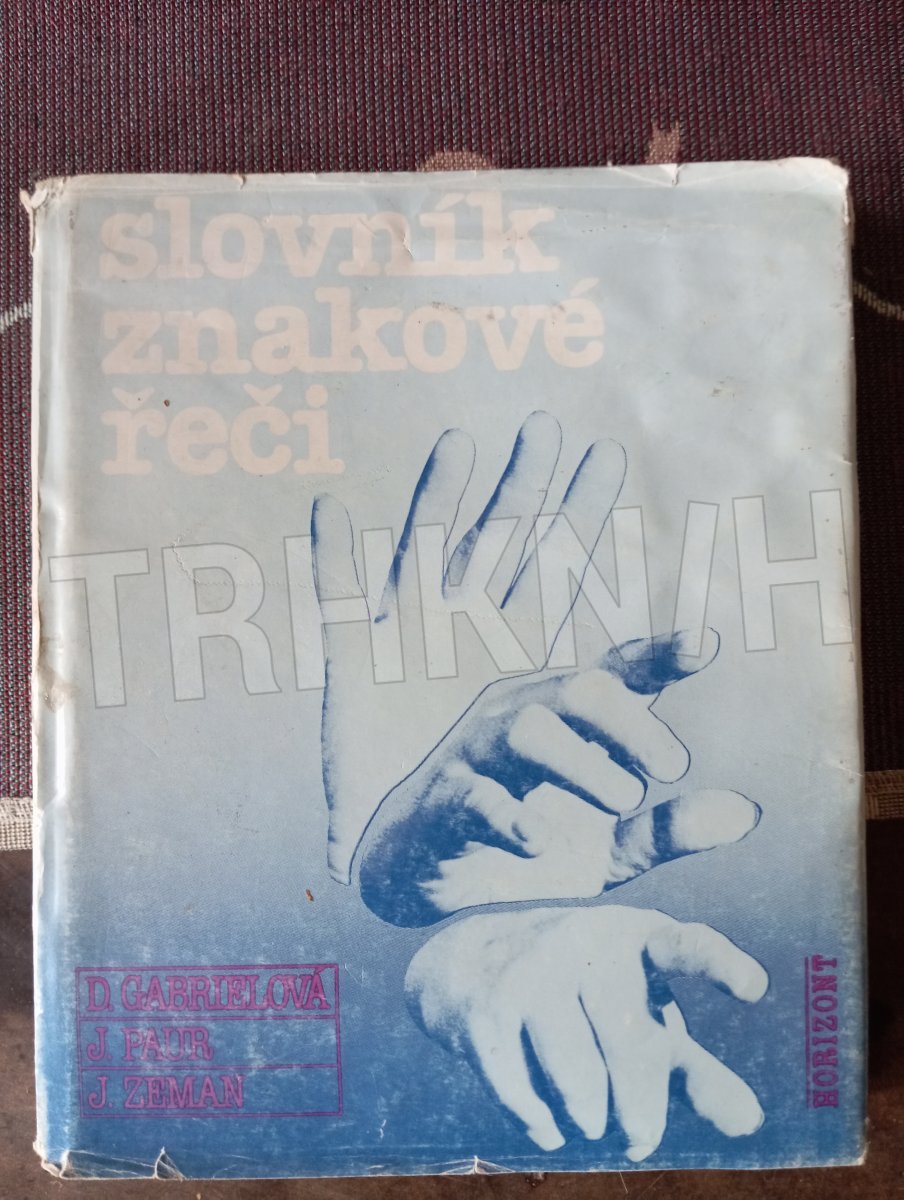 slovník
znakové
řeči
TRHKNIH
D. GABRIELOVÁ
J. PAUR
J. ZEMAN
HORIZONT